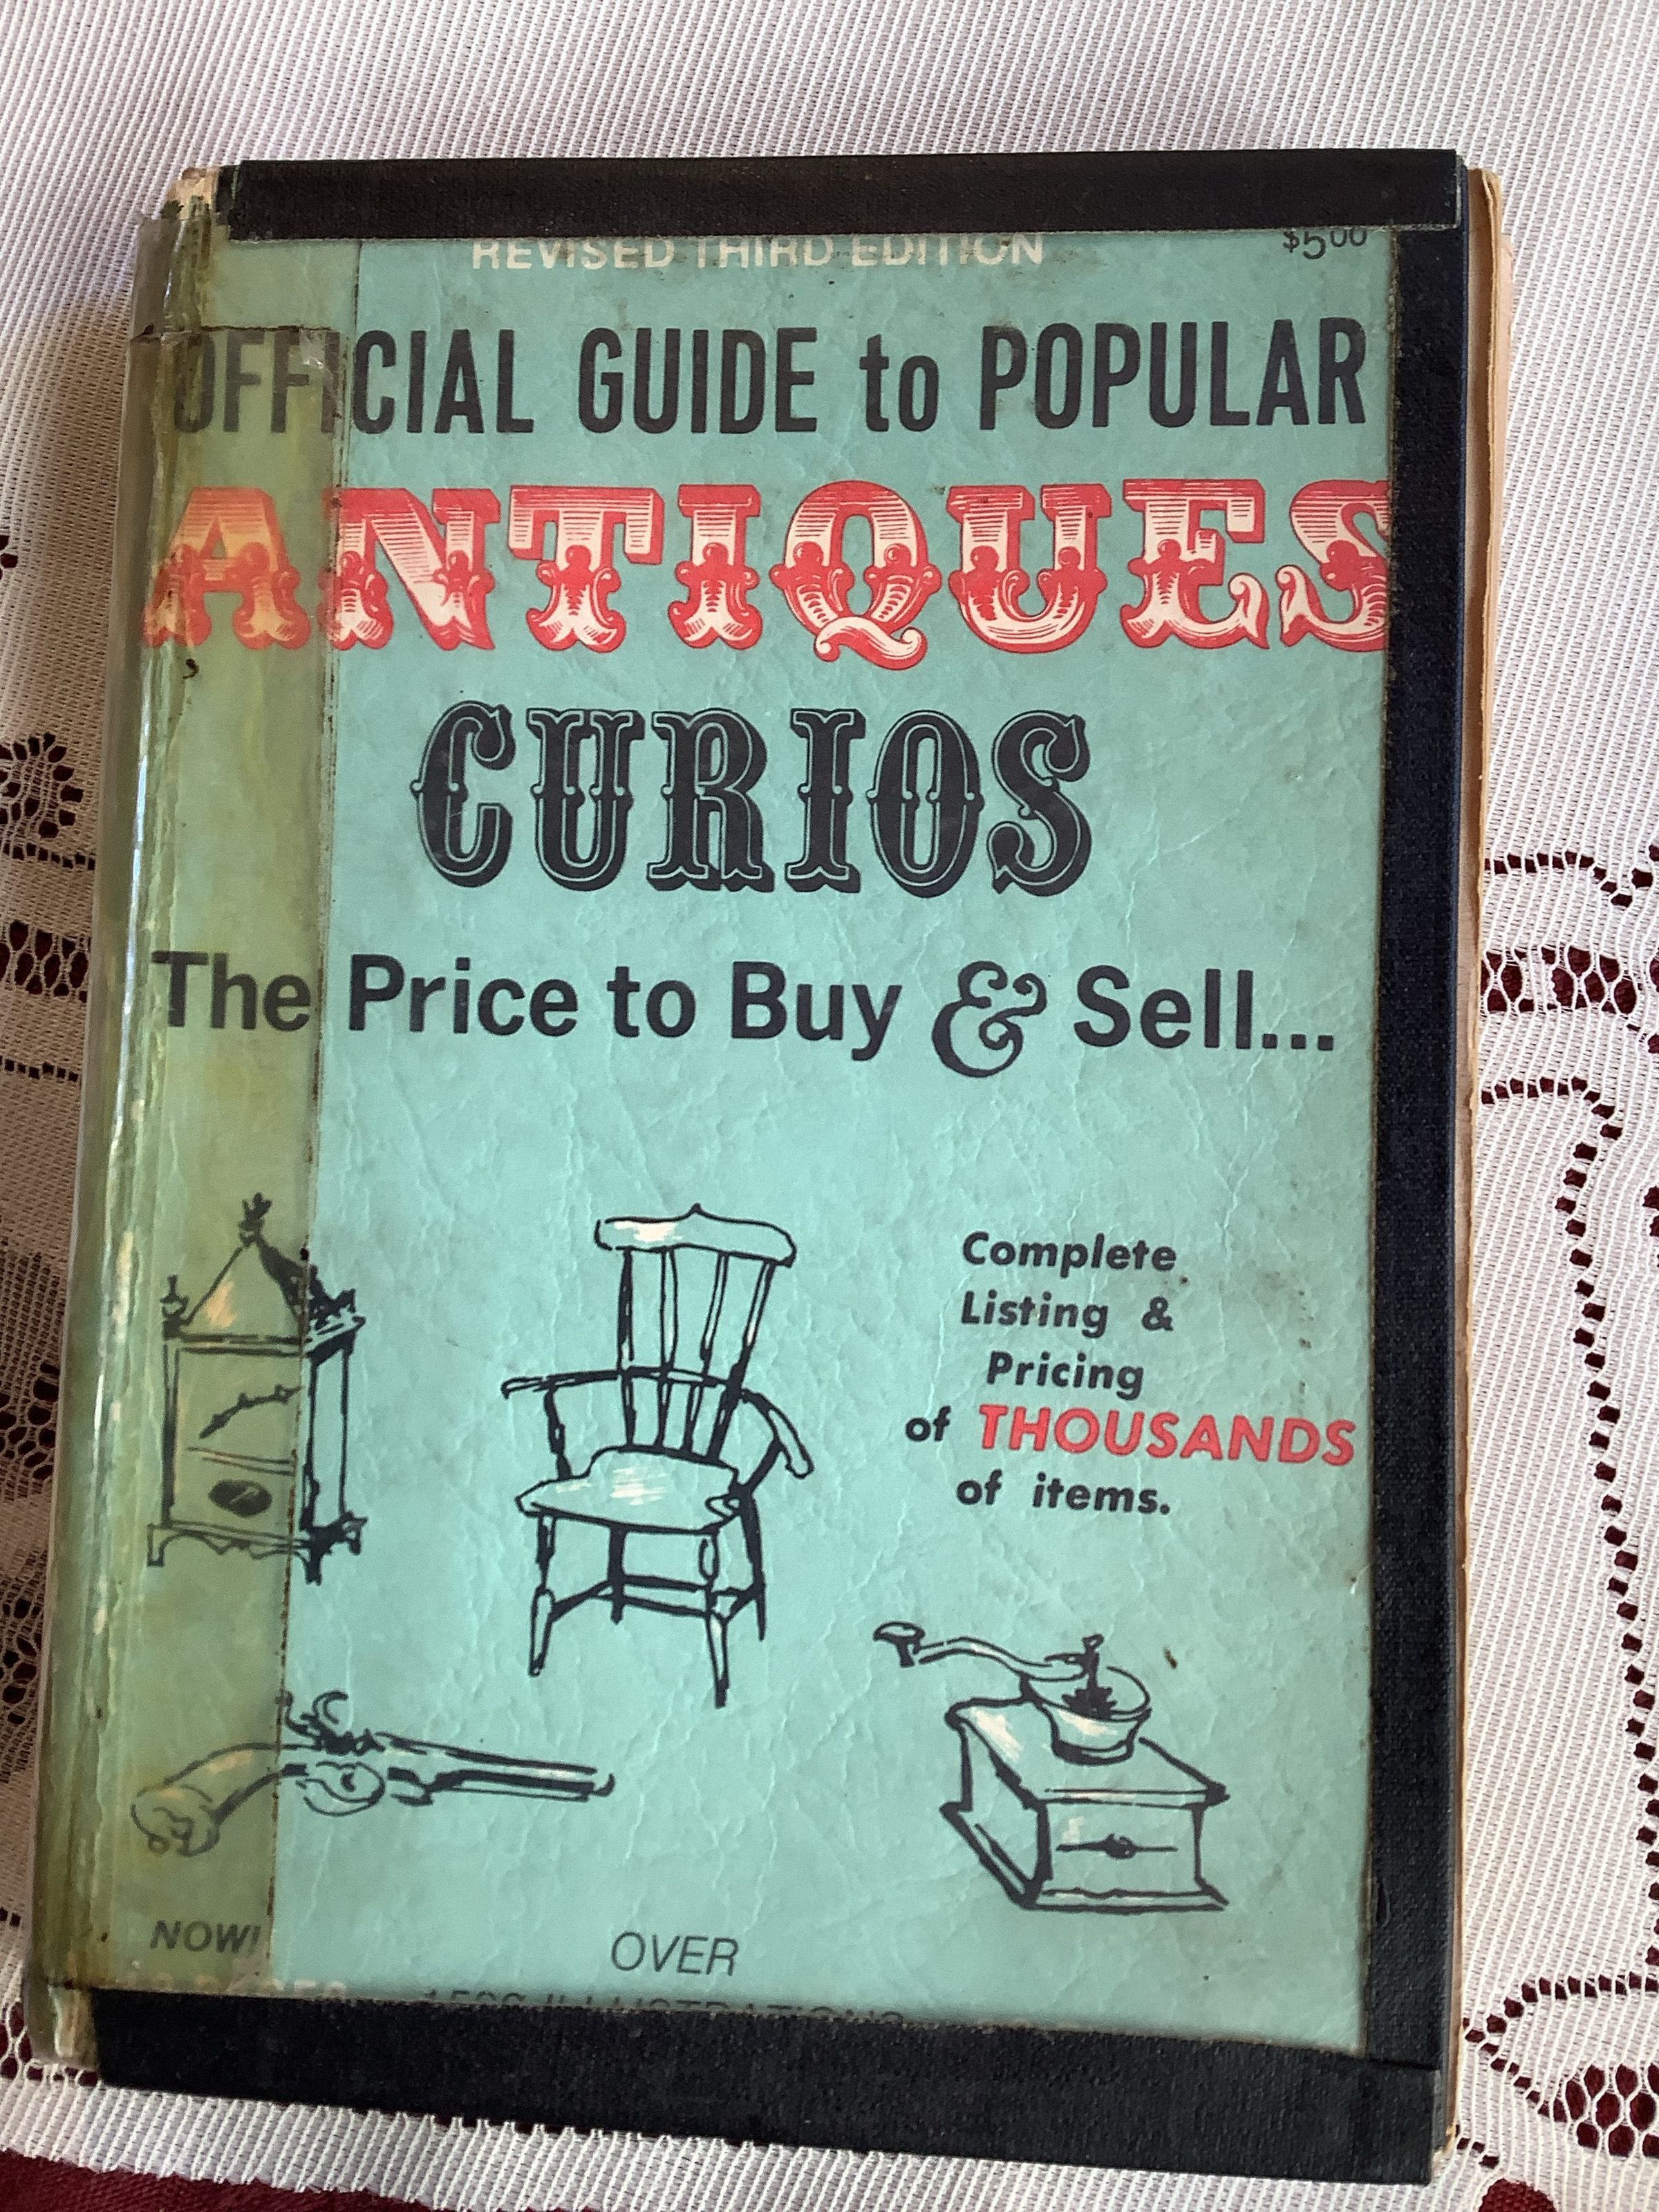 REVISED THIRD EDITION
$5.00
OFFICIAL GUIDE to POPULAR
ANTIQUES
CURIOS
The Price to Buy & Sell...
Complete
Listing &
Pricing
of THOUSANDS
of items.
NOW!
OVER
ILLUSTRATIONS